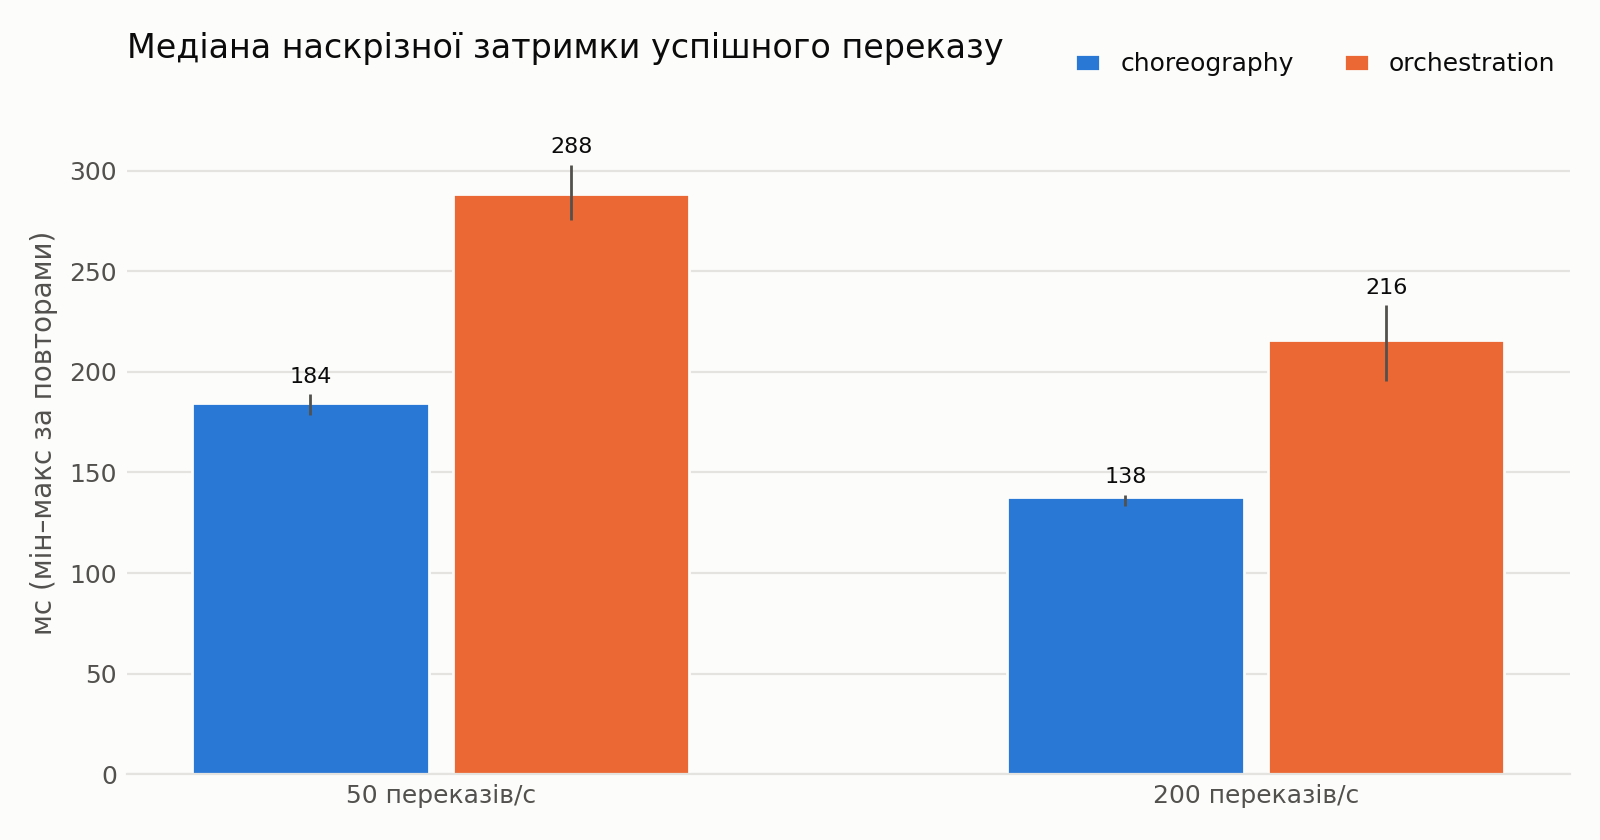 Медіана наскрізної затримки успішного переказу
choreography
orchestration
мс (мін–макс за повторами)
300
250
200
150
100
50
0
184
288
138
216
50 переказів/с
200 переказів/с